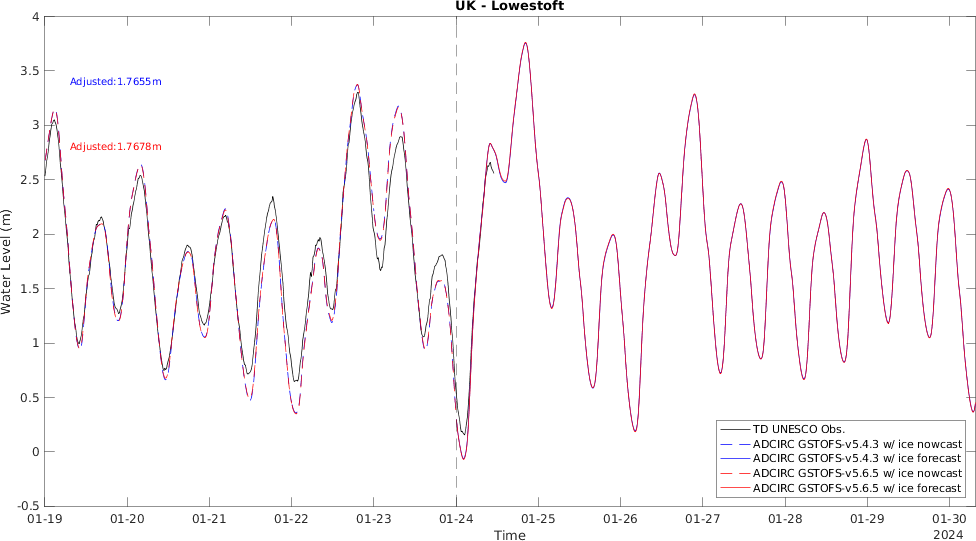 UK - Lowestoft
4
3.5
3
2.5
2
1.5
1
0.5
0
-0.5
Water Level (m)
Adjusted:1.7655m
Adjusted:1.7678m
TD UNESCO Obs.
ADCIRC GSTOFS-v5.4.3 w/ ice nowcast
ADCIRC GSTOFS-v5.4.3 w/ ice forecast
ADCIRC GSTOFS-v5.6.5 w/ ice nowcast
ADCIRC GSTOFS-v5.6.5 w/ ice forecast
01-19 01-20 01-21 01-22 01-23 01-24 01-25 01-26 01-27 01-28 01-29 01-30
Time
2024